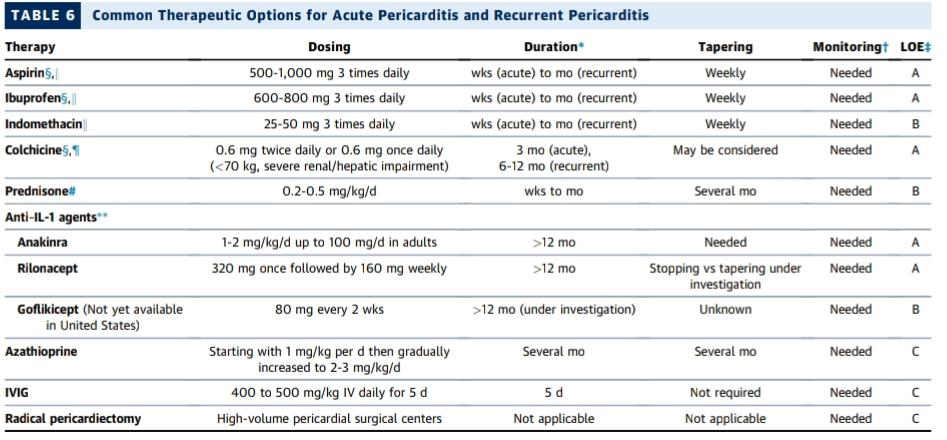 TABLE 6 Common Therapeutic Options for Acute Pericarditis and Recurrent Pericarditis
Therapy Dosing Duration* Tapering Monitoring† LOE‡
Aspirin§,|| 500-1,000 mg 3 times daily wks (acute) to mo (recurrent) Weekly Needed A
Ibuprofen§,|| 600-800 mg 3 times daily wks (acute) to mo (recurrent) Weekly Needed A
Indomethacin|| 25-50 mg 3 times daily wks (acute) to mo (recurrent) Weekly Needed B
Colchicine§,¶ 0.6 mg twice daily or 0.6 mg once daily 3 mo (acute), May be considered Needed A
(<70 kg, severe renal/hepatic impairment) 6-12 mo (recurrent)
Prednisone# 0.2-0.5 mg/kg/d wks to mo Several mo Needed B
Anti-IL-1 agents**
Anakinra 1-2 mg/kg/d up to 100 mg/d in adults >12 mo Needed Needed A
Rilonacept 320 mg once followed by 160 mg weekly >12 mo Stopping vs tapering under Needed A
investigation
Goflikicept (Not yet available 80 mg every 2 wks >12 mo (under investigation) Unknown Needed B
in United States)
Azathioprine Starting with 1 mg/kg per d then gradually Several mo Several mo Needed C
increased to 2-3 mg/kg/d
IVIG 400 to 500 mg/kg IV daily for 5 d 5 d Not required Needed C
Radical pericardiectomy High-volume pericardial surgical centers Not applicable Not applicable Needed C